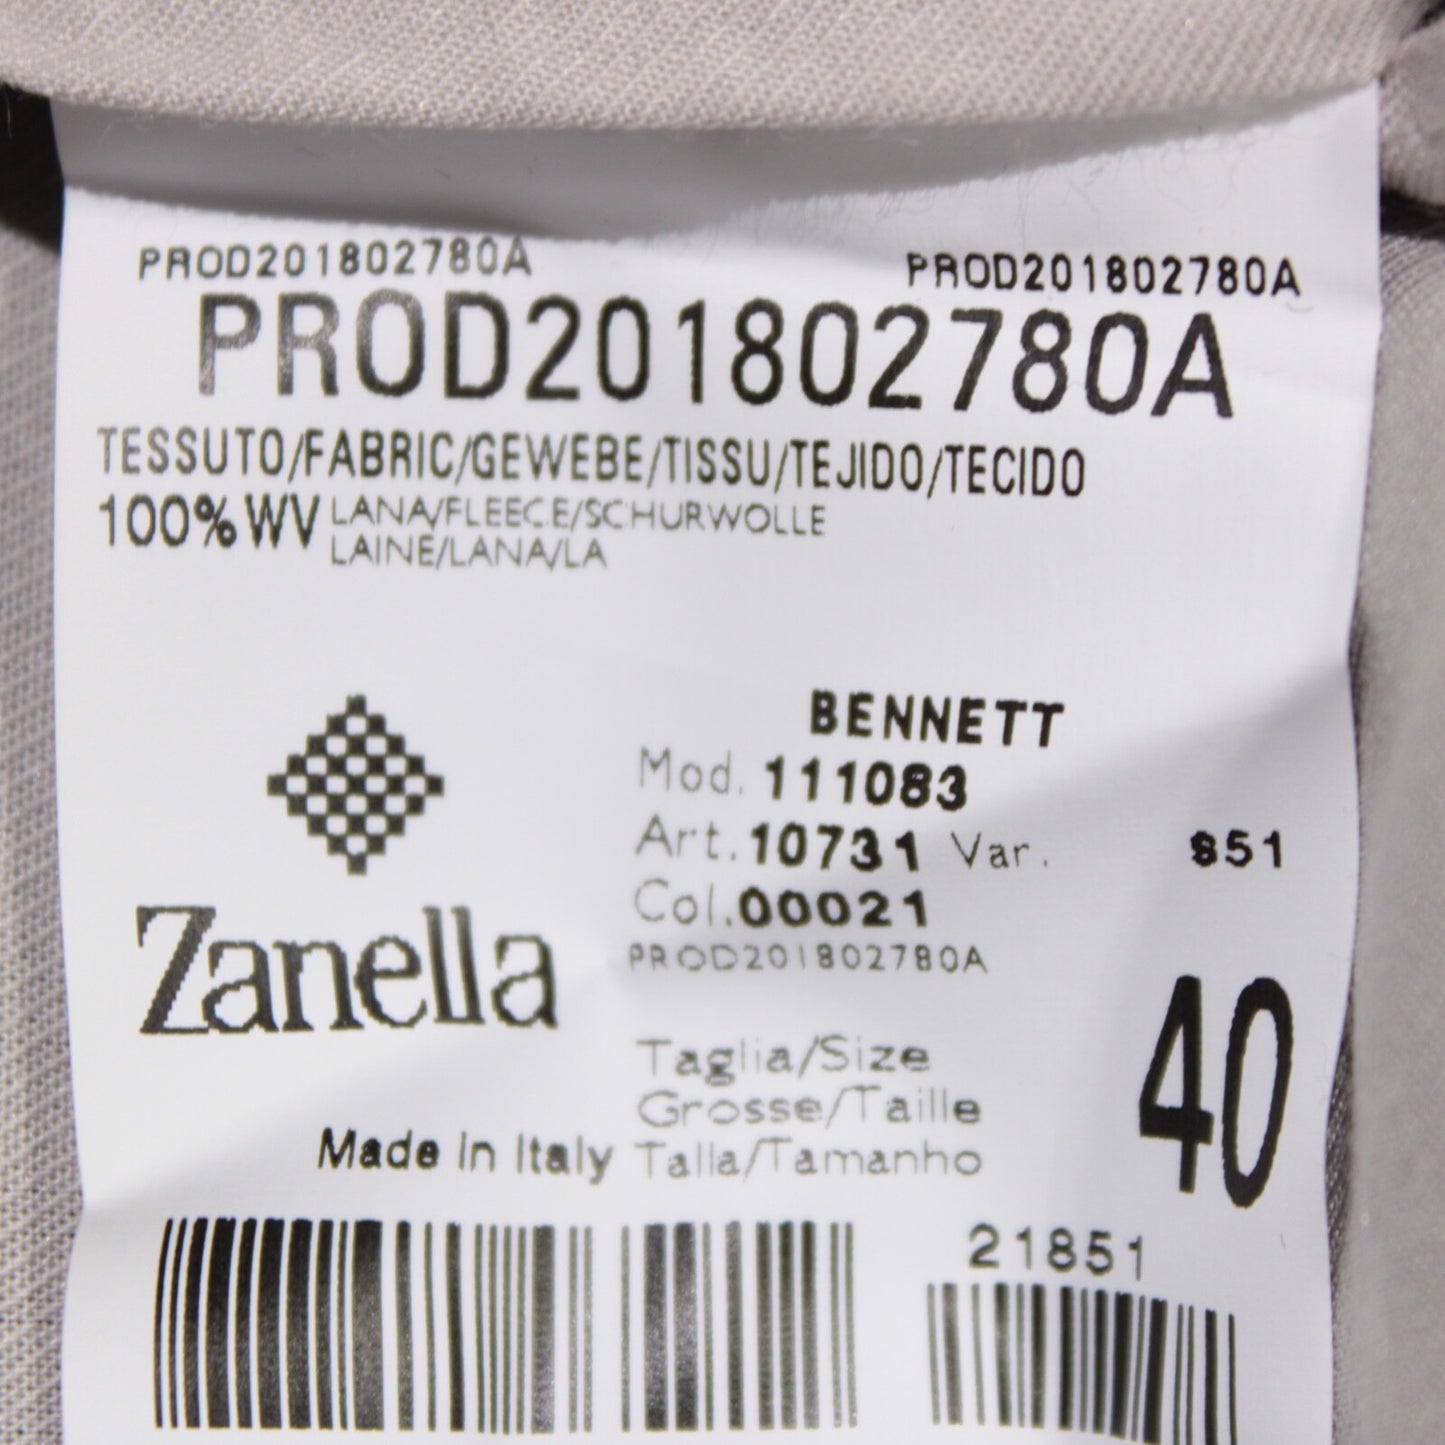 PROD201802780A PROD201802780A
PROD201802780A
TESSUTO/FABRIC/GEWEBE/TISSU/TEJIDO/TECIDO
100% WV LANA/FLEECE/SCHURWOLLE
LAINE/LANA/LA
BENNETT
Mod. 111083
Art. 10731 Var. S51
Col. 00021
PROD201802780A
Zanella
Taglia/Size
Grosse/Taille
Talla/Tamanho
40
Made in Italy
21851